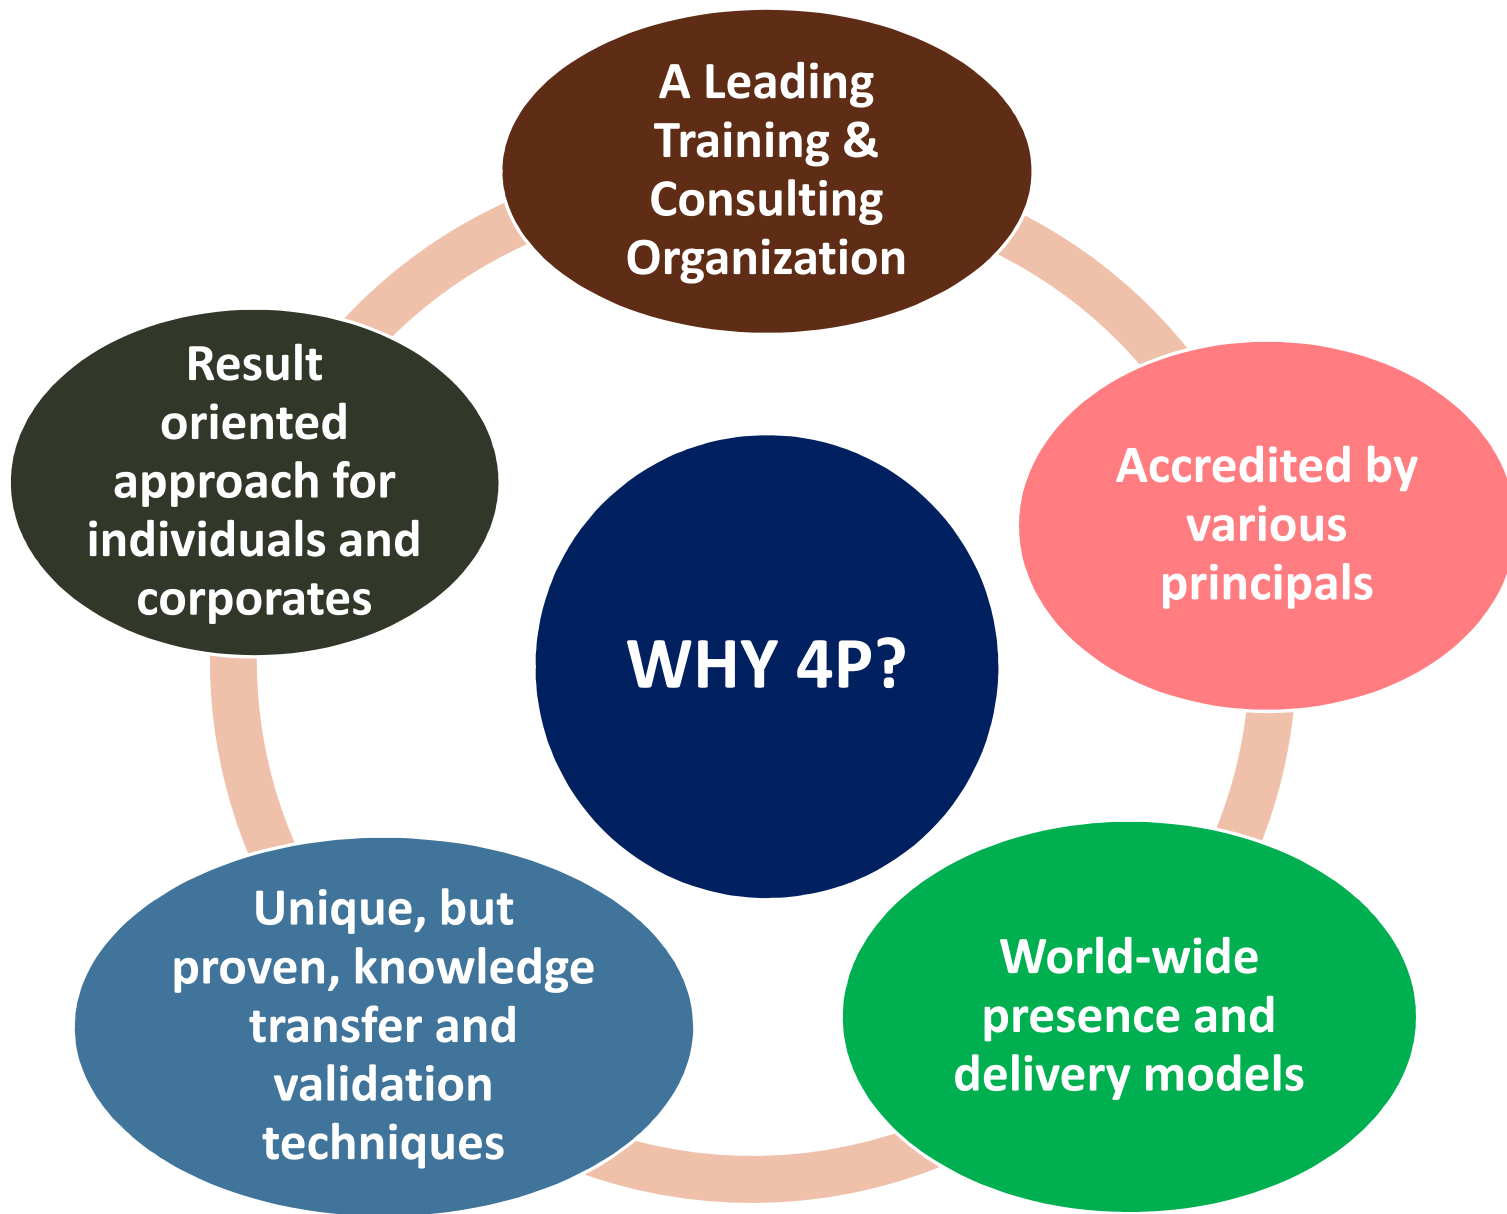 A Leading
Training &
Consulting
Organization
Accredited by
various
principals
World-wide
presence and
delivery models
Unique, but
proven, knowledge
transfer and
validation
techniques
Result
oriented
approach for
individuals and
corporates
WHY 4P?